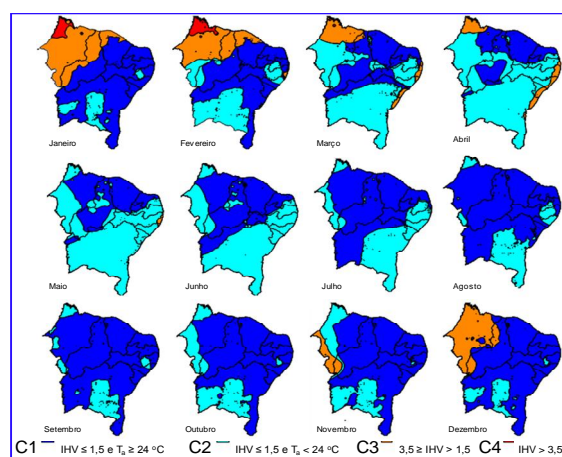 Janeiro Fevereiro Março Abril
Maio Junho Julho Agosto
Setembro Outubro Novembro Dezembro
C1 IHV ≤ 1,5 e Ta ≥ 24 °C C2 IHV ≤ 1,5 e Ta < 24 °C C3 3,5 ≥ IHV > 1,5 C4 IHV > 3,5